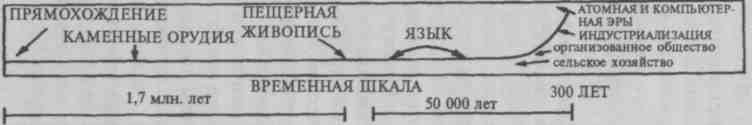 ПРЯМОХОЖДЕНИЕ
КАМЕННЫЕ ОРУДИЯ
ПЕЩЕРНАЯ
ЖИВОПИСЬ
ЯЗЫК
АТОМНАЯ И КОМПЬЮТЕР-
НАЯ ЭРЫ
ИНДУСТРИАЛИЗАЦИЯ
организованное общество
сельское хозяйство
ВРЕМЕННАЯ ШКАЛА
1,7 млн. лет
50 000 лет
300 ЛЕТ